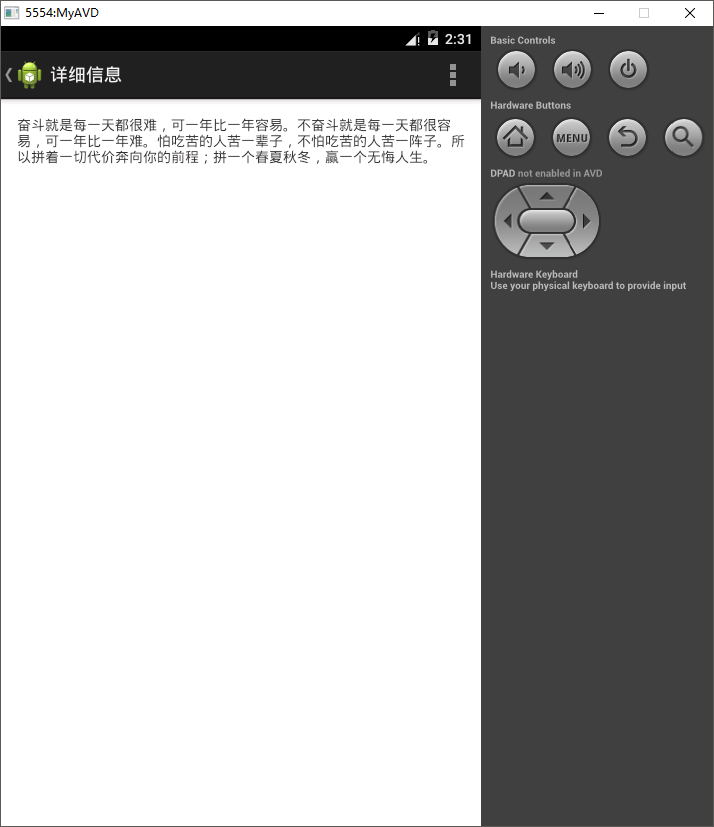 5554:MyAVD
2:31
详细信息
奋斗就是每一天都很难，可一年比一年容易。不奋斗就是每一天都很容
易，可一年比一年难。怕吃苦的人苦一辈子，不怕吃苦的人苦一阵子。所
以拼着一切代价奔向你的前程；拼一个春夏秋冬，赢一个无悔人生。
Basic Controls
Hardware Buttons
MENU
DPAD not enabled in AVD
Hardware Keyboard
Use your physical keyboard to provide input